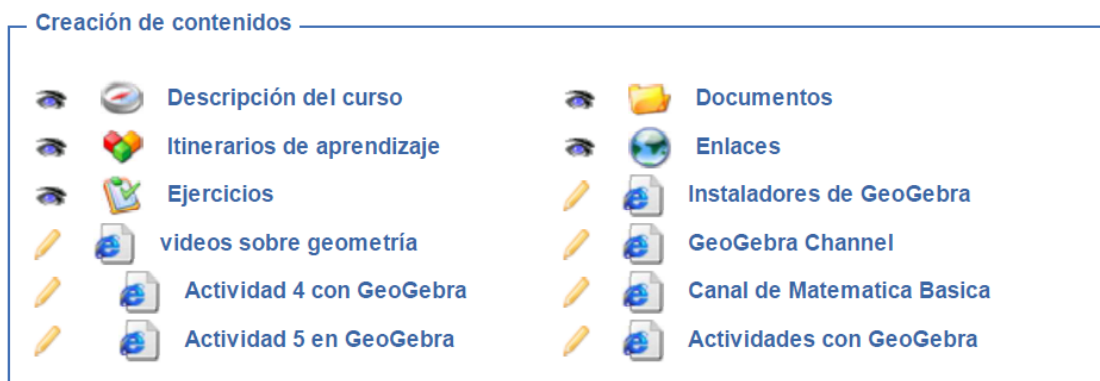 Creación de contenidos
Descripción del curso
Documentos
Itinerarios de aprendizaje
Enlaces
Ejercicios
Instaladores de GeoGebra
videos sobre geometría
GeoGebra Channel
Actividad 4 con GeoGebra
Canal de Matematica Basica
Actividad 5 en GeoGebra
Actividades con GeoGebra